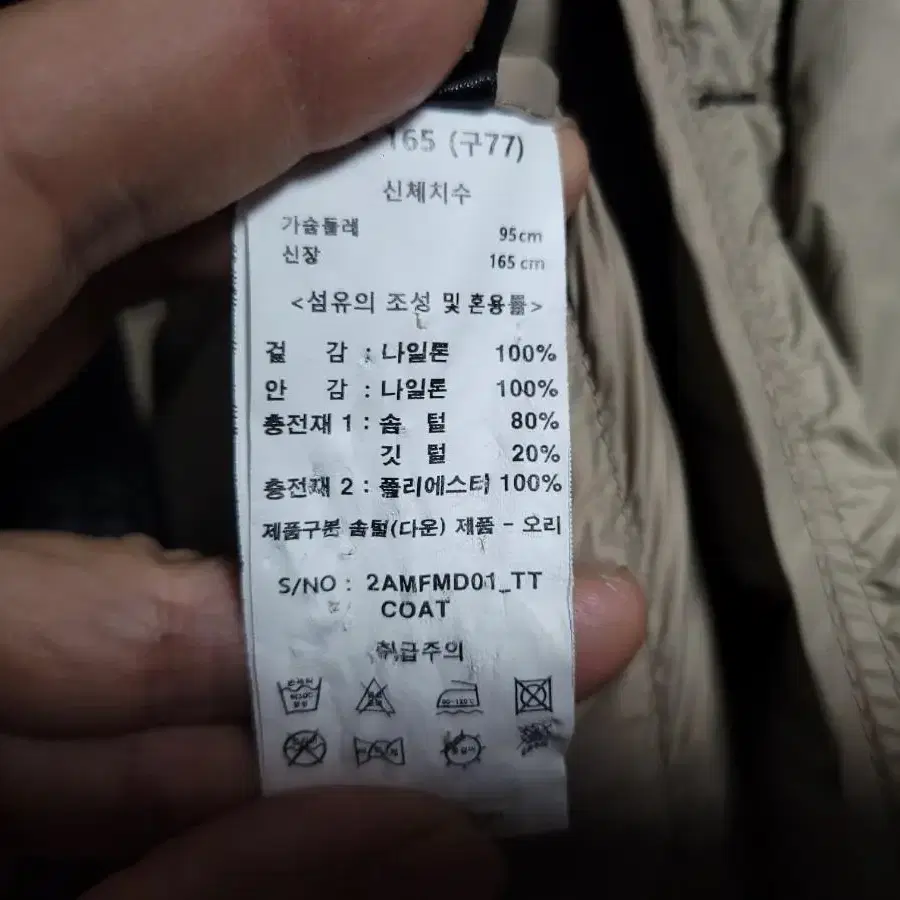 165 (구77)
신체치수
가슴둘레 95cm
신장 165 cm
<섬유의 조성 및 혼용률>
겉 감 : 나일론 100%
안 감 : 나일론 100%
충전재 1 : 솜 털 80%
깃 털 20%
충전재 2 : 폴리에스터 100%
제품구분 솜털(다운) 제품 - 오리
S/NO : 2AMFMD01_TT
COAT
취급주의
80~120℃